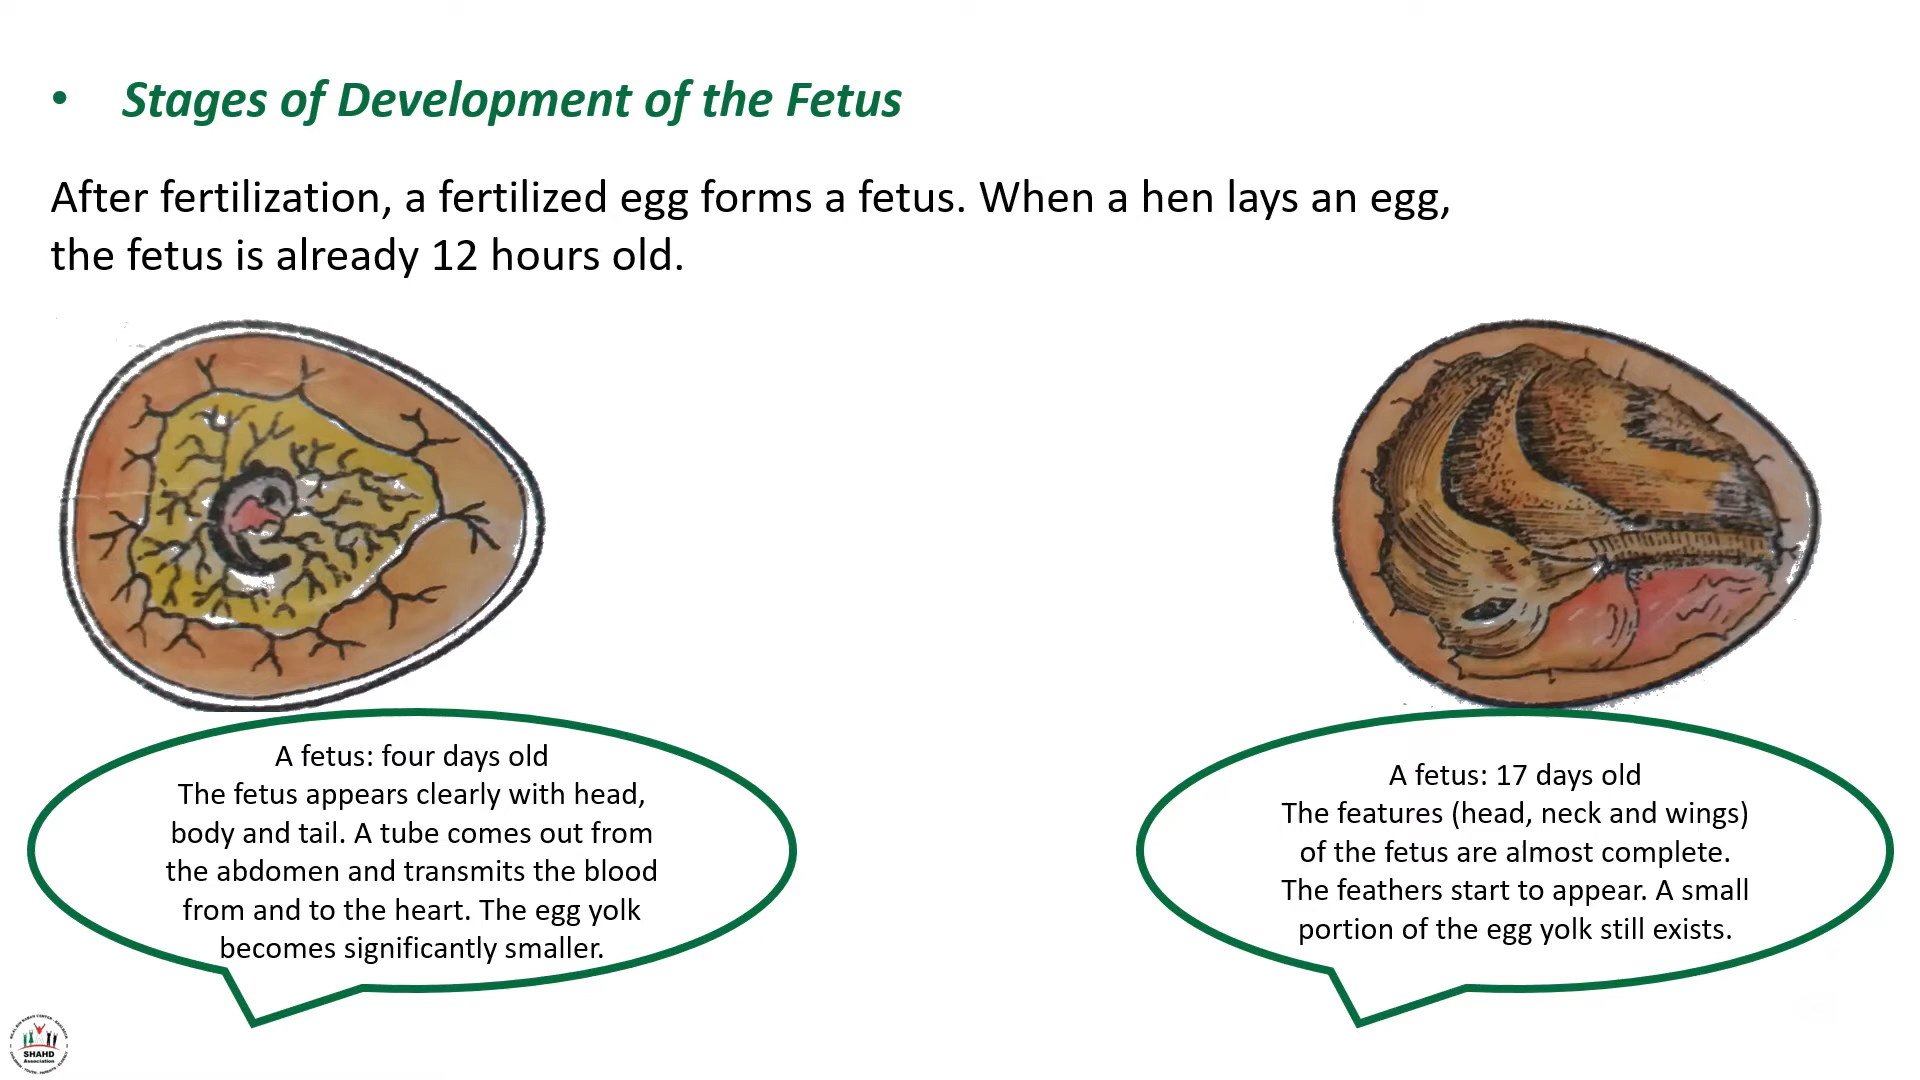 • Stages of Development of the Fetus
After fertilization, a fertilized egg forms a fetus. When a hen lays an egg,
the fetus is already 12 hours old.
A fetus: four days old
The fetus appears clearly with head,
body and tail. A tube comes out from
the abdomen and transmits the blood
from and to the heart. The egg yolk
becomes significantly smaller.
A fetus: 17 days old
The features (head, neck and wings)
of the fetus are almost complete.
The feathers start to appear. A small
portion of the egg yolk still exists.
SHAHD
Association